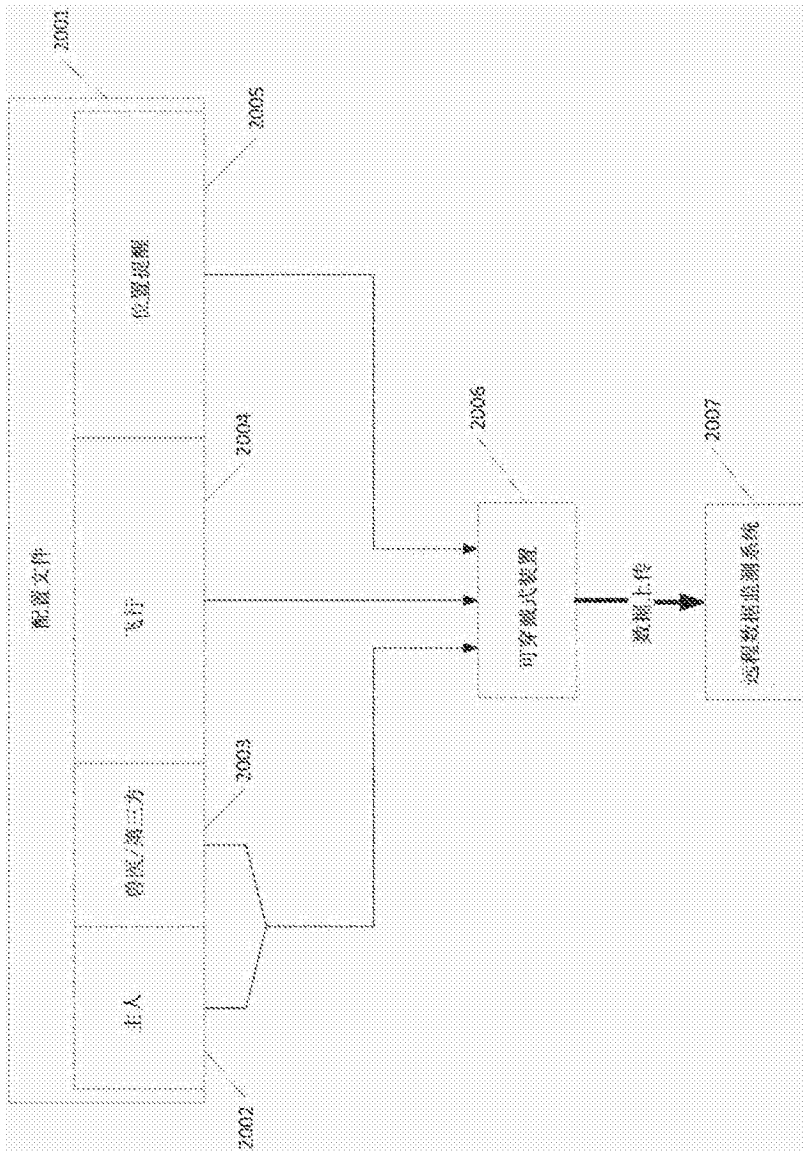 2001
配置文件
主人
兽医/第三方
飞行
位置提醒
2002
2003
2004
2005
可穿戴式装置
2006
数据上传
远程数据监测系统
2007